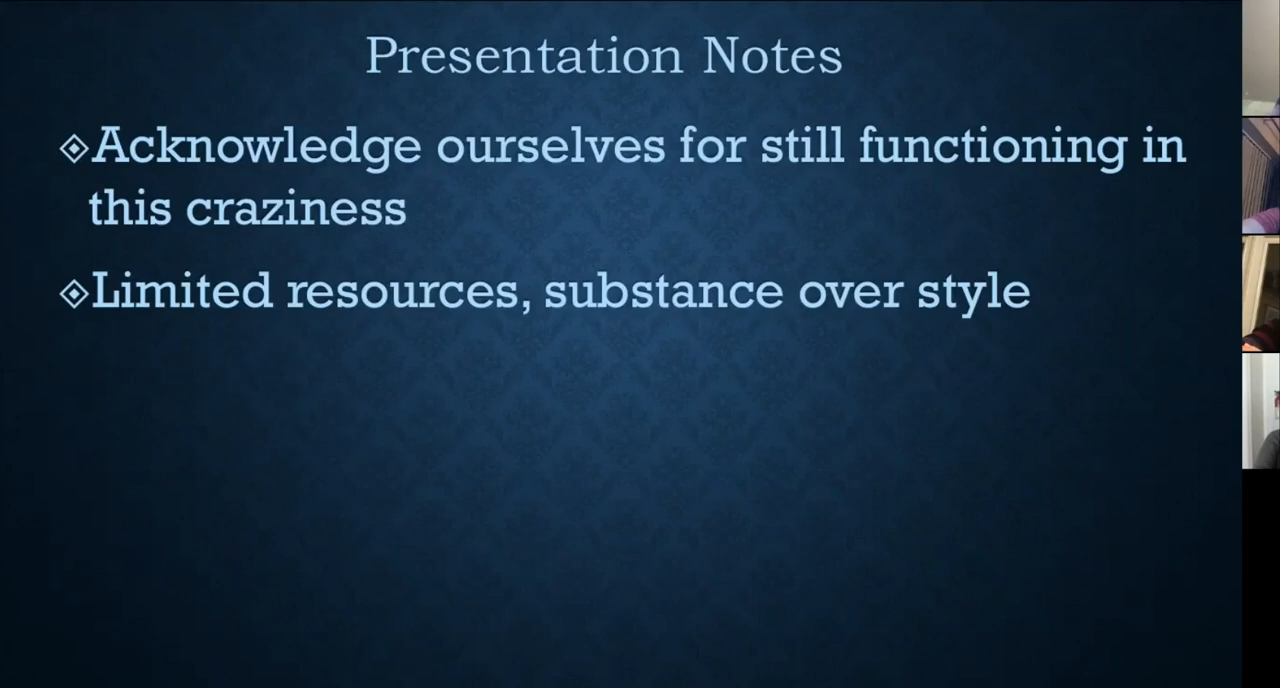 Presentation Notes
Acknowledge ourselves for still functioning in
this craziness
Limited resources, substance over style